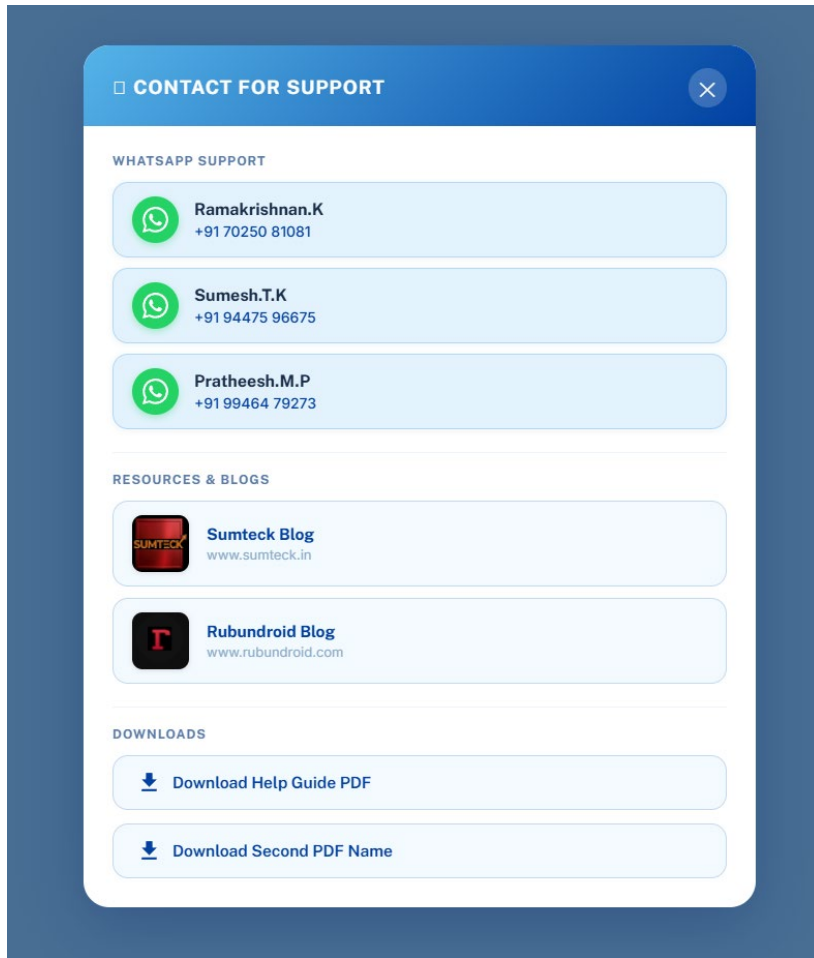 CONTACT FOR SUPPORT
WHATSAPP SUPPORT
Ramakrishnan.K
+91 70250 81081
Sumesh.T.K
+91 94475 96675
Pratheesh.M.P
+91 99464 79273
RESOURCES & BLOGS
SUMTECK
Sumteck Blog
www.sumteck.in
r
Rubundroid Blog
www.rubundroid.com
DOWNLOADS
Download Help Guide PDF
Download Second PDF Name